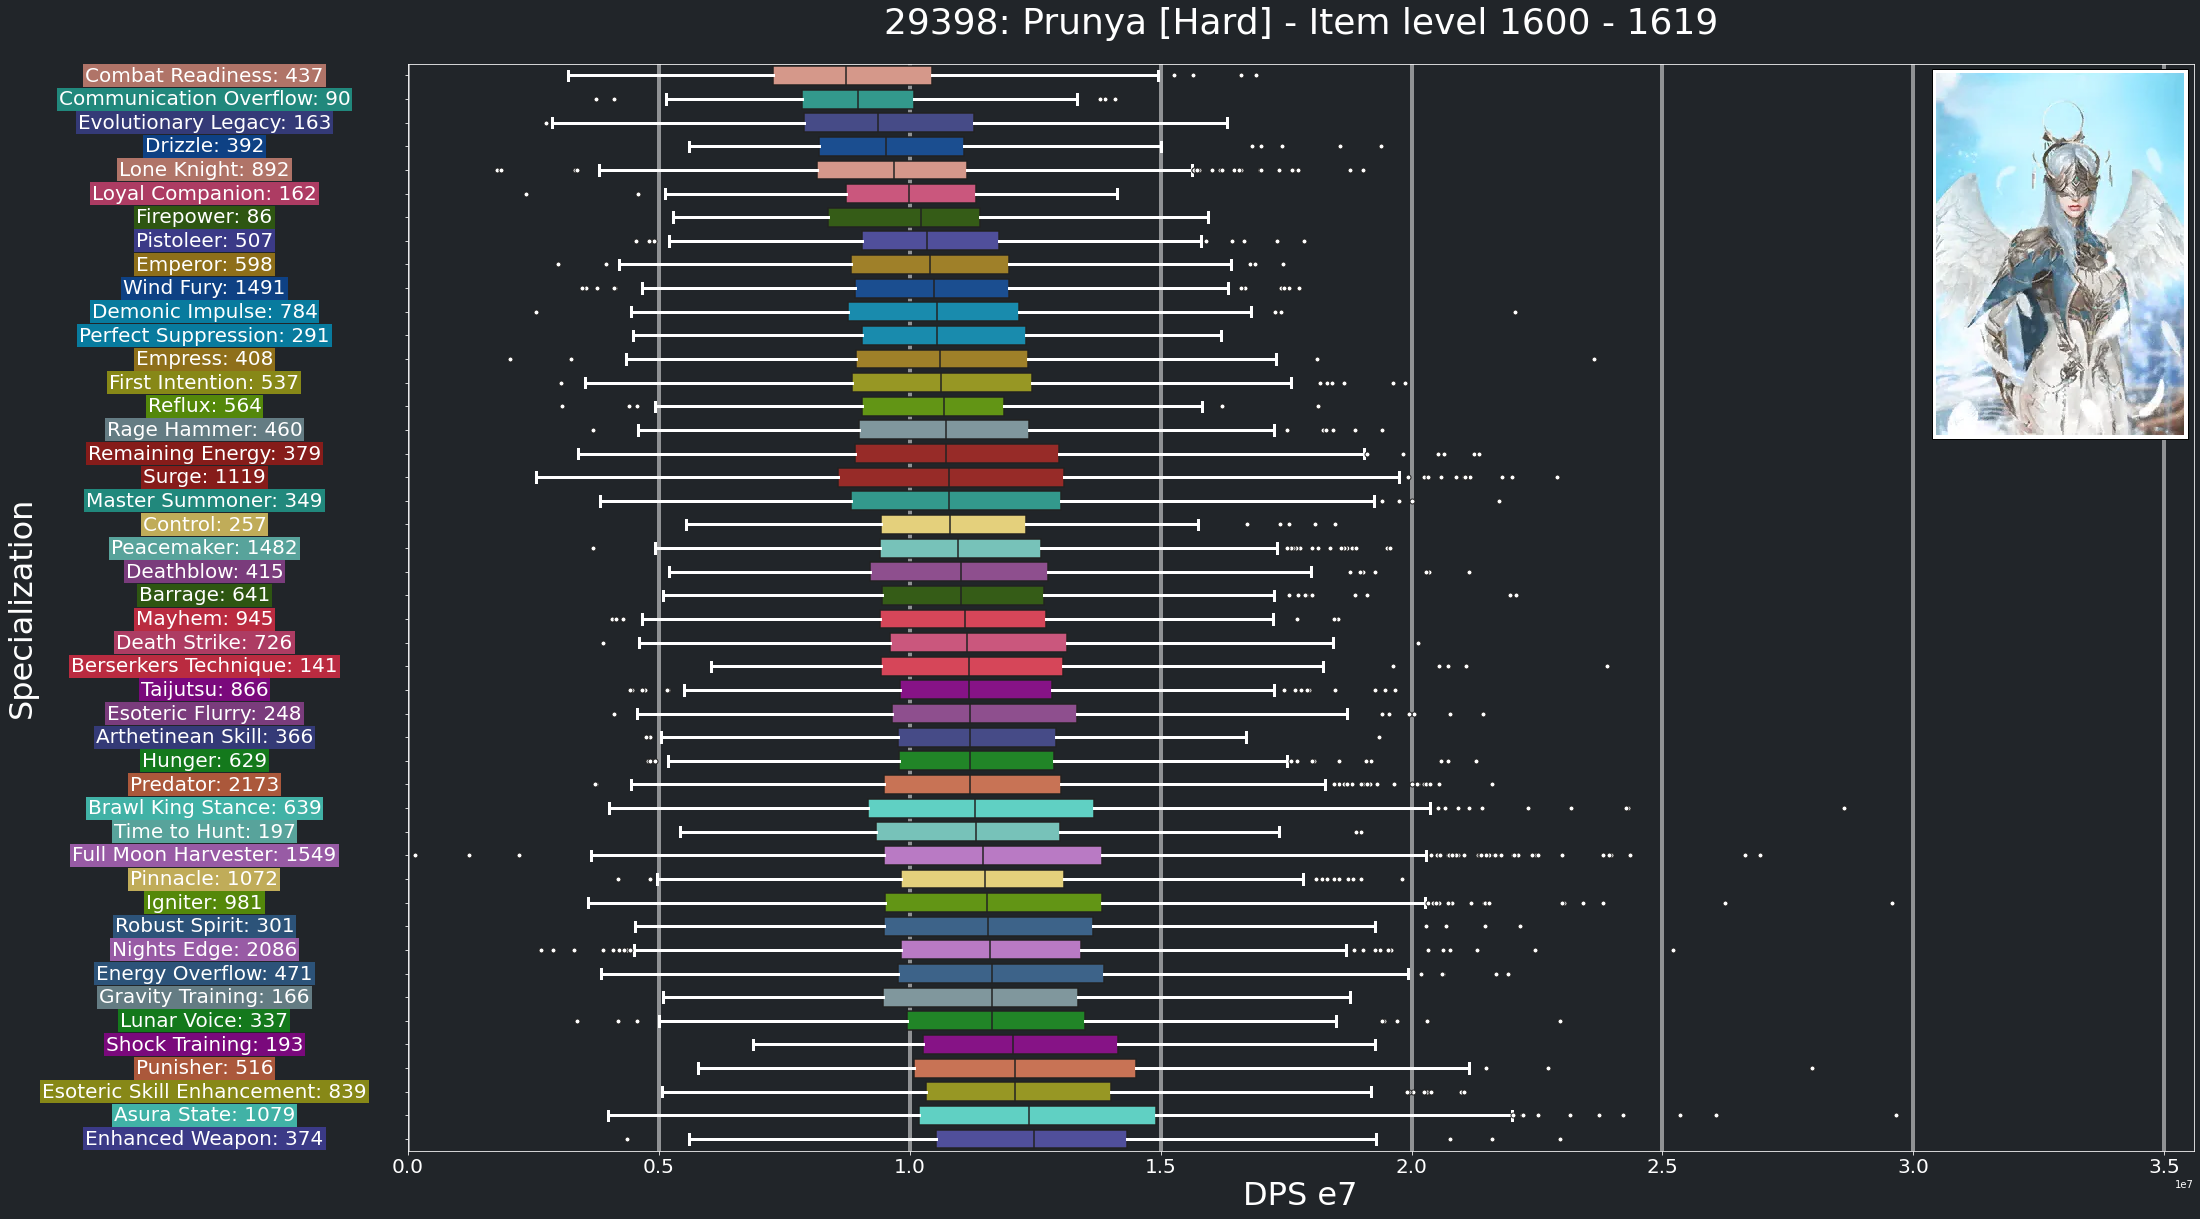 29398: Prunya [Hard] - Item level 1600 - 1619
Combat Readiness: 437
Communication Overflow: 90
Evolutionary Legacy: 163
Drizzle: 392
Lone Knight: 892
Loyal Companion: 162
Firepower: 86
Pistoleer: 507
Emperor: 598
Wind Fury: 1491
Demonic Impulse: 784
Perfect Suppression: 291
Empress: 408
First Intention: 537
Reflux: 564
Rage Hammer: 460
Remaining Energy: 379
Surge: 1119
Master Summoner: 349
Control: 257
Peacemaker: 1482
Deathblow: 415
Barrage: 641
Mayhem: 945
Death Strike: 726
Berserkers Technique: 141
Taijutsu: 866
Esoteric Flurry: 248
Arthetinean Skill: 366
Hunger: 629
Predator: 2173
Brawl King Stance: 639
Time to Hunt: 197
Full Moon Harvester: 1549
Pinnacle: 1072
Igniter: 981
Robust Spirit: 301
Nights Edge: 2086
Energy Overflow: 471
Gravity Training: 166
Lunar Voice: 337
Shock Training: 193
Punisher: 516
Esoteric Skill Enhancement: 839
Asura State: 1079
Enhanced Weapon: 374
Specialization
0.0 0.5 1.0 1.5 2.0 2.5 3.0 3.5
1e7
DPS e7